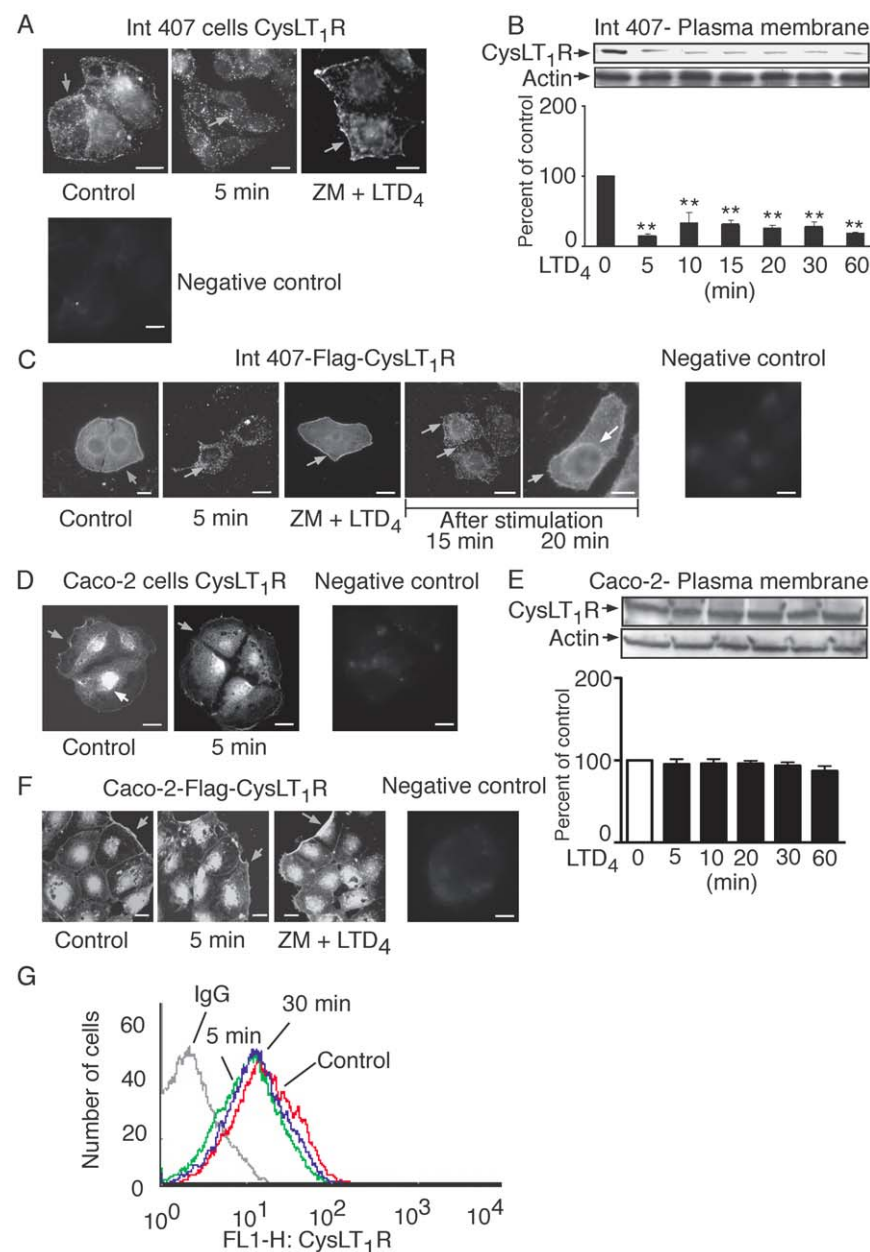 A
Int 407 cells CysLT1R
Control
5 min
ZM + LTD4
Negative control
B
Int 407- Plasma membrane
CysLT1R
Actin
Percent of control
200
100
0
** ** ** ** ** **
LTD4 0 5 10 15 20 30 60
(min)
C
Int 407-Flag-CysLT1R
Negative control
Control
5 min
ZM + LTD4
After stimulation
15 min 20 min
D
Caco-2 cells CysLT1R
Negative control
Control
5 min
E
Caco-2- Plasma membrane
CysLT1R
Actin
Percent of control
200
100
0
LTD4 0 5 10 20 30 60
(min)
F
Caco-2-Flag-CysLT1R
Negative control
Control
5 min
ZM + LTD4
G
Number of cells
60
40
20
0
IgG
5 min
30 min
Control
10^0 10^1 10^2 10^3 10^4
FL1-H: CysLT1R